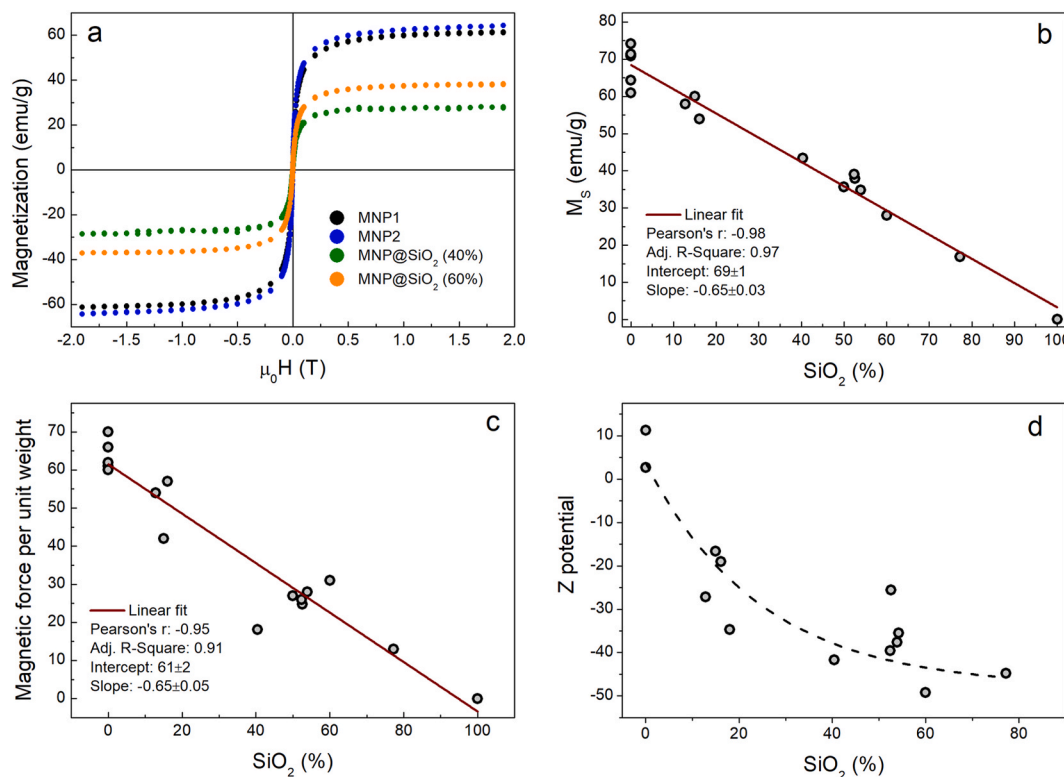 a
Magnetization (emu/g)
60
40
20
0
-20
-40
-60
-2.0 -1.5 -1.0 -0.5 0.0 0.5 1.0 1.5 2.0
μ₀H (T)
MNP1
MNP2
MNP@SiO₂ (40%)
MNP@SiO₂ (60%)
b
M_S (emu/g)
80
70
60
50
40
30
20
10
0
0 10 20 30 40 50 60 70 80 90 100
SiO₂ (%)
Linear fit
Pearson's r: -0.98
Adj. R-Square: 0.97
Intercept: 69±1
Slope: -0.65±0.03
c
Magnetic force per unit weight
70
60
50
40
30
20
10
0
0 20 40 60 80 100
SiO₂ (%)
Linear fit
Pearson's r: -0.95
Adj. R-Square: 0.91
Intercept: 61±2
Slope: -0.65±0.05
d
Z potential
10
0
-10
-20
-30
-40
-50
0 20 40 60 80
SiO₂ (%)